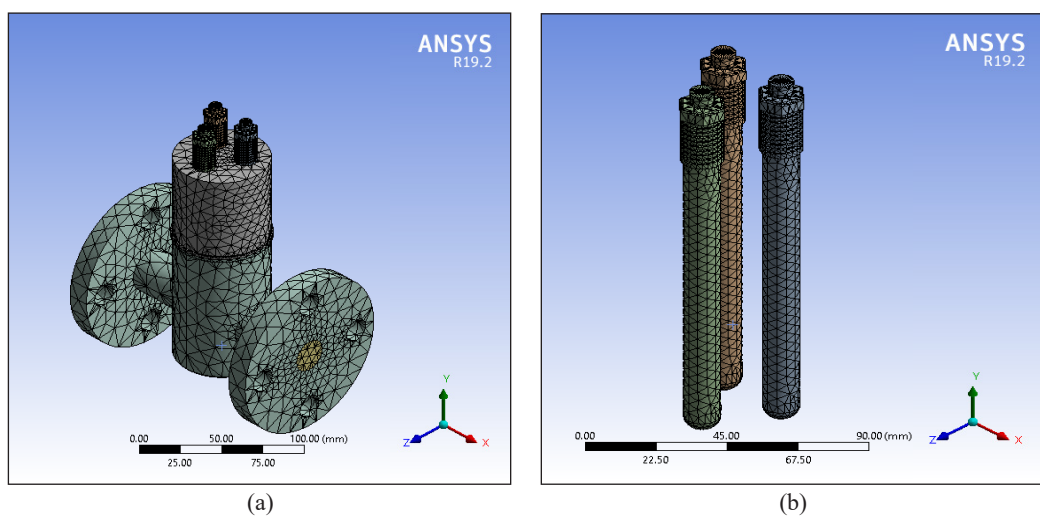 ANSYS
R19.2
Y
Z
X
0.00 50.00 100.00 (mm)
25.00 75.00
(a)
ANSYS
R19.2
Y
Z
X
0.00 45.00 90.00 (mm)
22.50 67.50
(b)